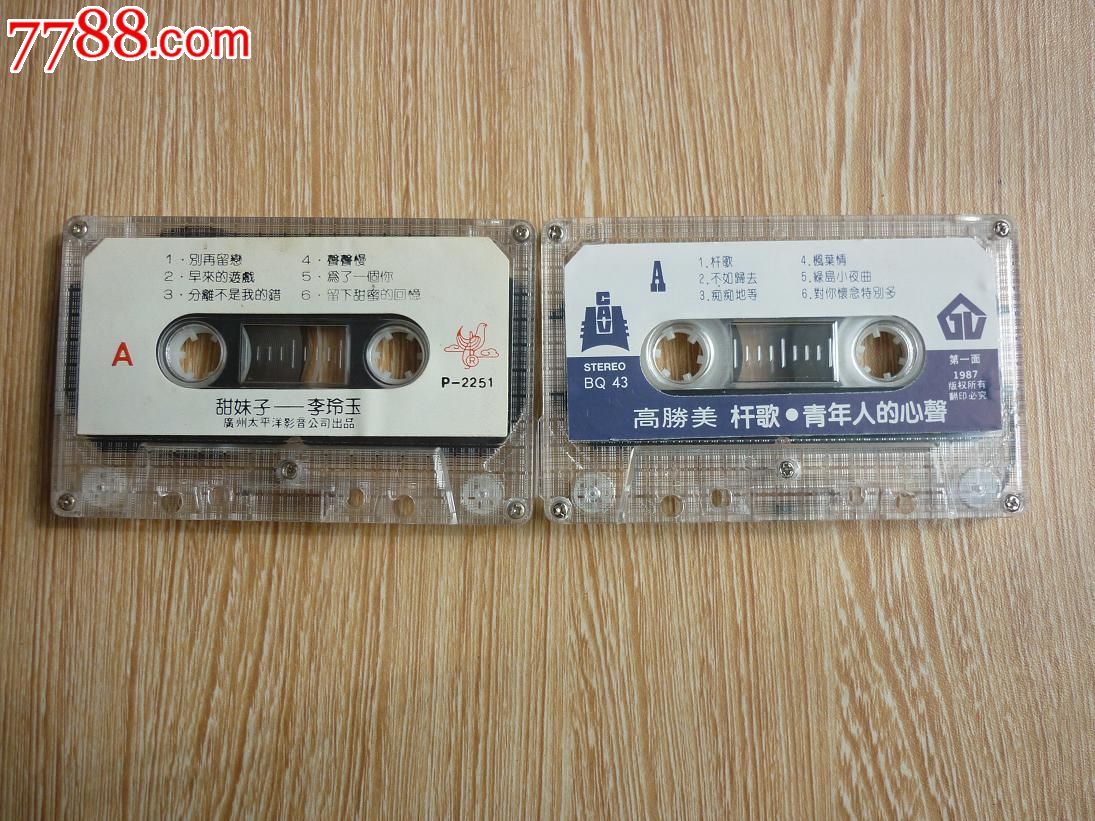 7788.com
1·別再留戀
2·早來的遊戲
3·分離不是我的錯
4·聲聲慢
5·爲了一個你
6·留下甜蜜的回憶
A
R
P-2251
甜妹子——李玲玉
廣州太平洋影音公司出品
A
1.杆歌
2.不如歸去
3.痴痴地等
4.楓葉情
5.綠島小夜曲
6.對你懷念特別多
STEREO
BQ 43
第一面
1987
版权所有
翻印必究
高勝美 杆歌●青年人的心聲